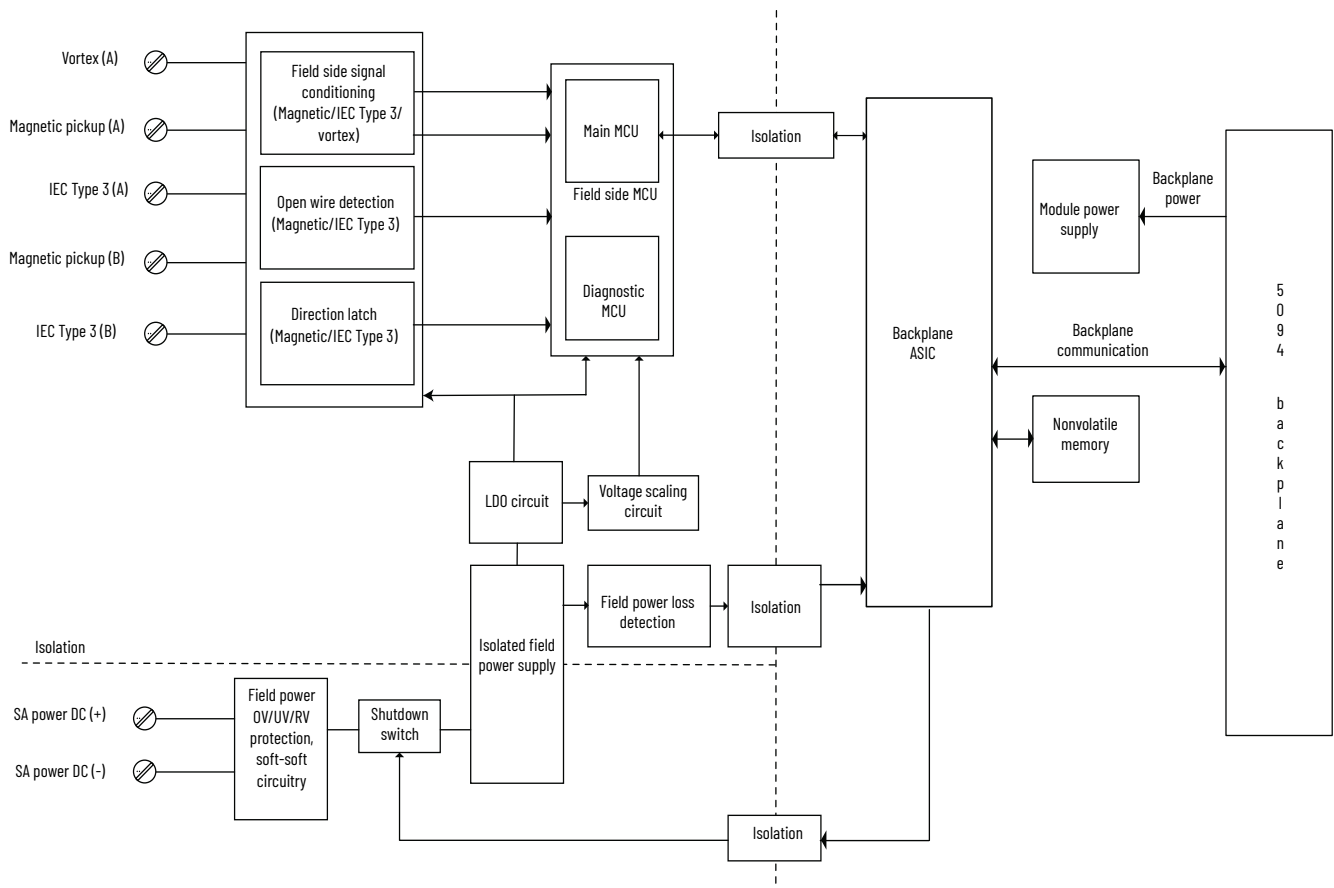 Vortex (A)
Magnetic pickup (A)
IEC Type 3 (A)
Magnetic pickup (B)
IEC Type 3 (B)
Field side signal
conditioning
(Magnetic/IEC Type 3/
vortex)
Open wire detection
(Magnetic/IEC Type 3)
Direction latch
(Magnetic/IEC Type 3)
Main MCU
Field side MCU
Diagnostic
MCU
Isolation
Backplane
ASIC
Module power
supply
Backplane
power
Backplane
communication
Nonvolatile
memory
5
0
9
4
b
a
c
k
p
l
a
n
e
LDO circuit
Voltage scaling
circuit
Isolated field
power supply
Field power loss
detection
Isolation
Isolation
SA power DC (+)
SA power DC (-)
Field power
OV/UV/RV
protection,
soft-soft
circuitry
Shutdown
switch
Isolation